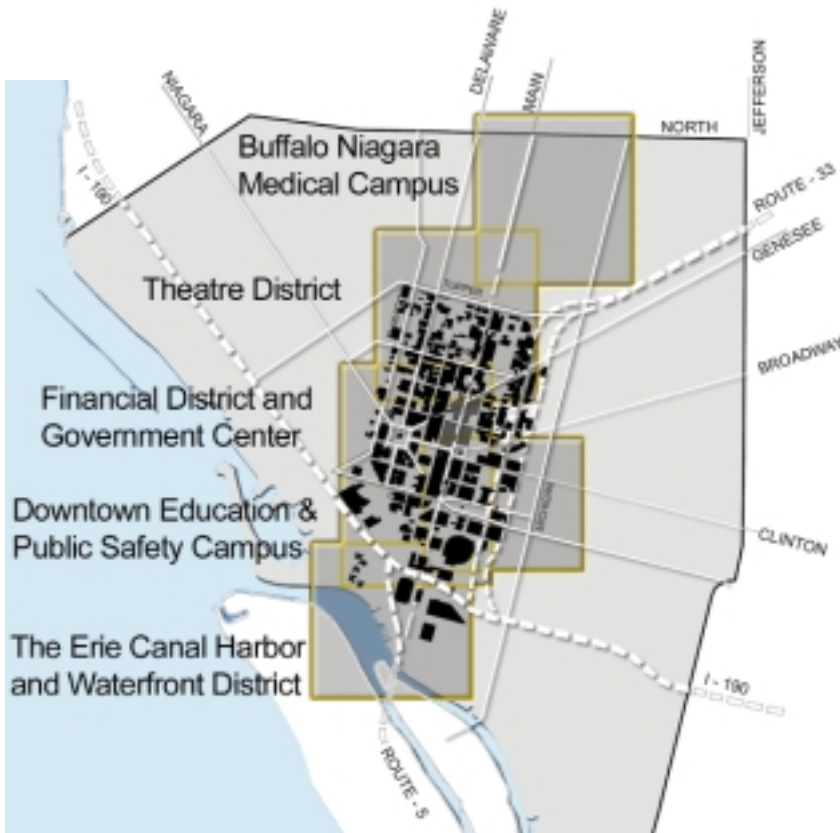 DELAWARE
MAIN
JEFFERSON
NIAGARA
NORTH
Buffalo Niagara
Medical Campus
I - 190
ROUTE - 33
GENESEE
Theatre District
TUPPER
BROADWAY
Financial District and
Government Center
Downtown Education &
Public Safety Campus
CLINTON
The Erie Canal Harbor
and Waterfront District
I - 190
ROUTE - 5